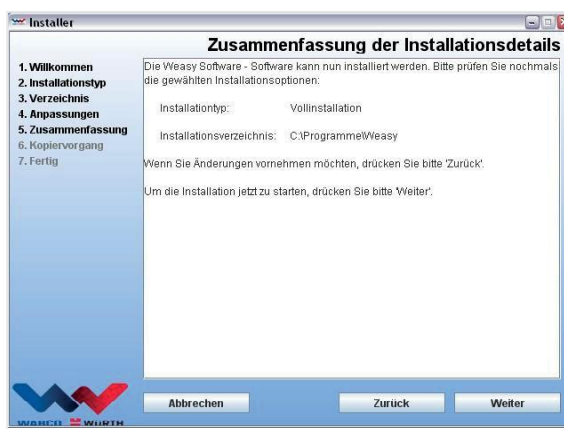 Installer
Zusammenfassung der Installationsdetails
1. Willkommen
2. Installationstyp
3. Verzeichnis
4. Anpassungen
5. Zusammenfassung
6. Kopiervorgang
7. Fertig
Die Weasy Software - Software kann nun installiert werden. Bitte prüfen Sie nochmals
die gewählten Installationsoptionen:
Installationtyp: Vollinstallation
Installationsverzeichnis: C:\Programme\Weasy
Wenn Sie Änderungen vornehmen möchten, drücken Sie bitte 'Zurück'.
Um die Installation jetzt zu starten, drücken Sie bitte 'Weiter'.
Abbrechen Zurück Weiter
WABCO WÜRTH